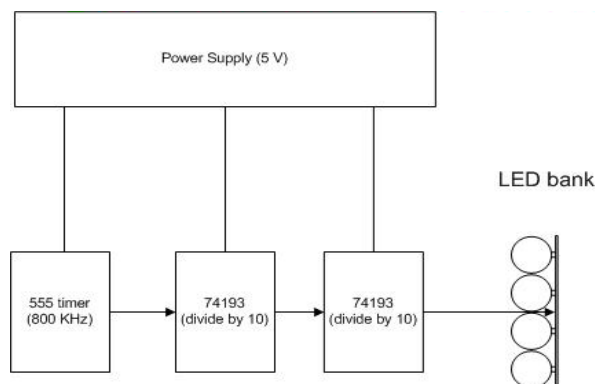 Power Supply (5 V)
LED bank
555 timer
(800 KHz)
74193
(divide by 10)
74193
(divide by 10)